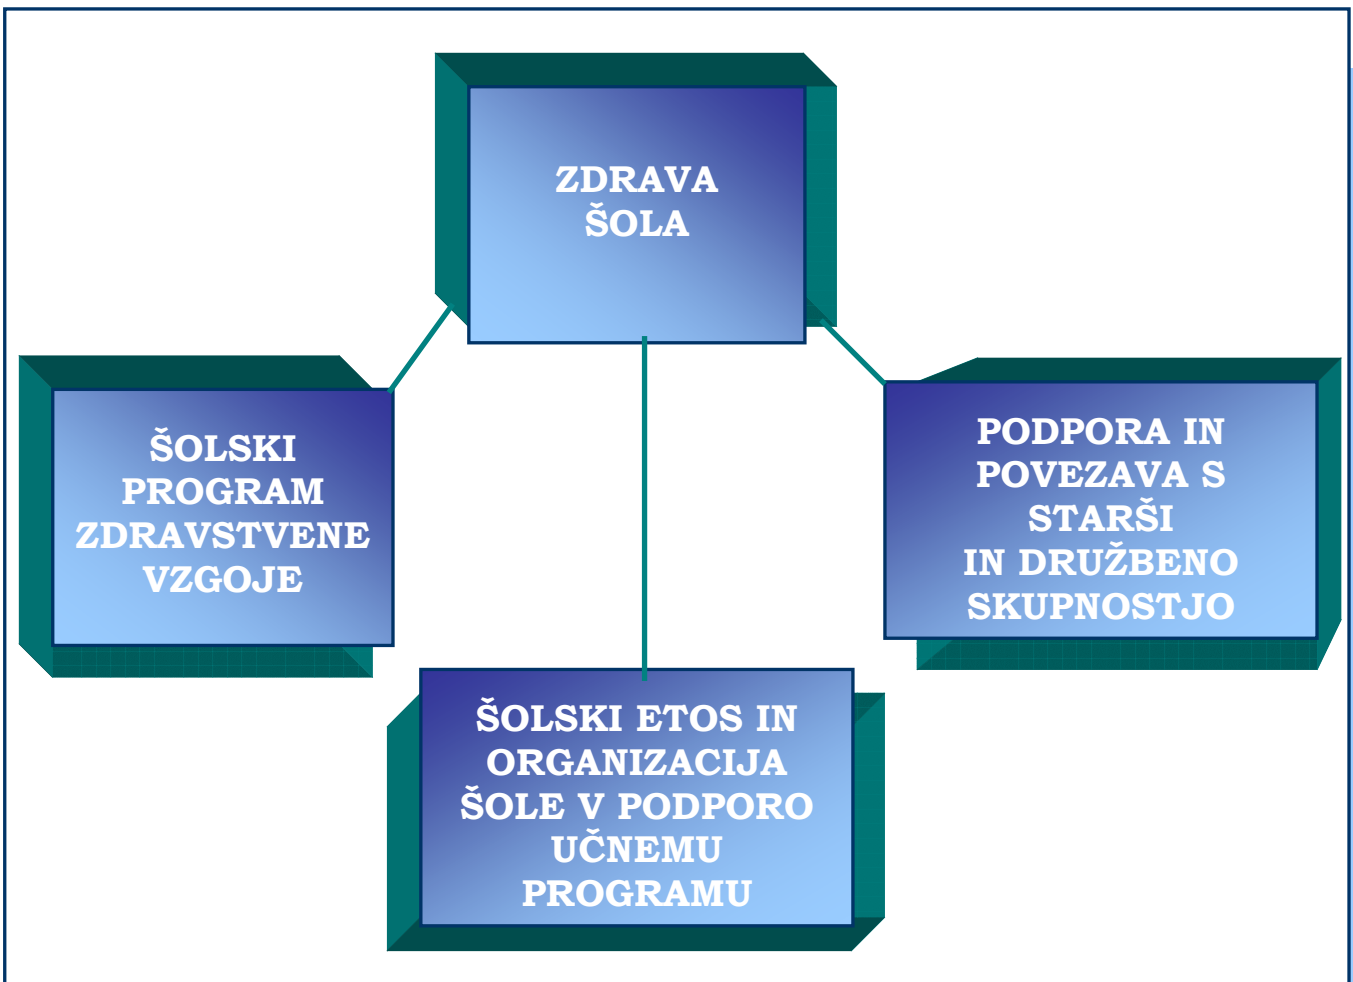 ZDRAVA
ŠOLA
ŠOLSKI
PROGRAM
ZDRAVSTVENE
VZGOJE
PODPORA IN
POVEZAVA S
STARŠI
IN DRUŽBENO
SKUPNOSTJO
ŠOLSKI ETOS IN
ORGANIZACIJA
ŠOLE V PODPORO
UČNEMU
PROGRAMU